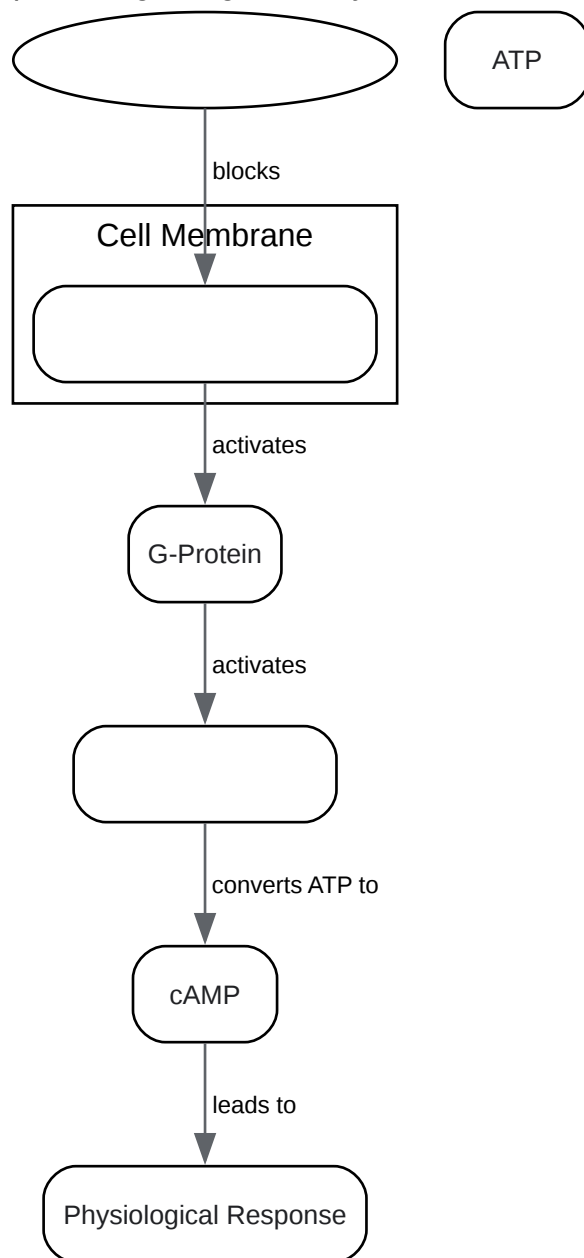 ATP
blocks
Cell Membrane
activates
G-Protein
activates
converts ATP to
cAMP
leads to
Physiological Response